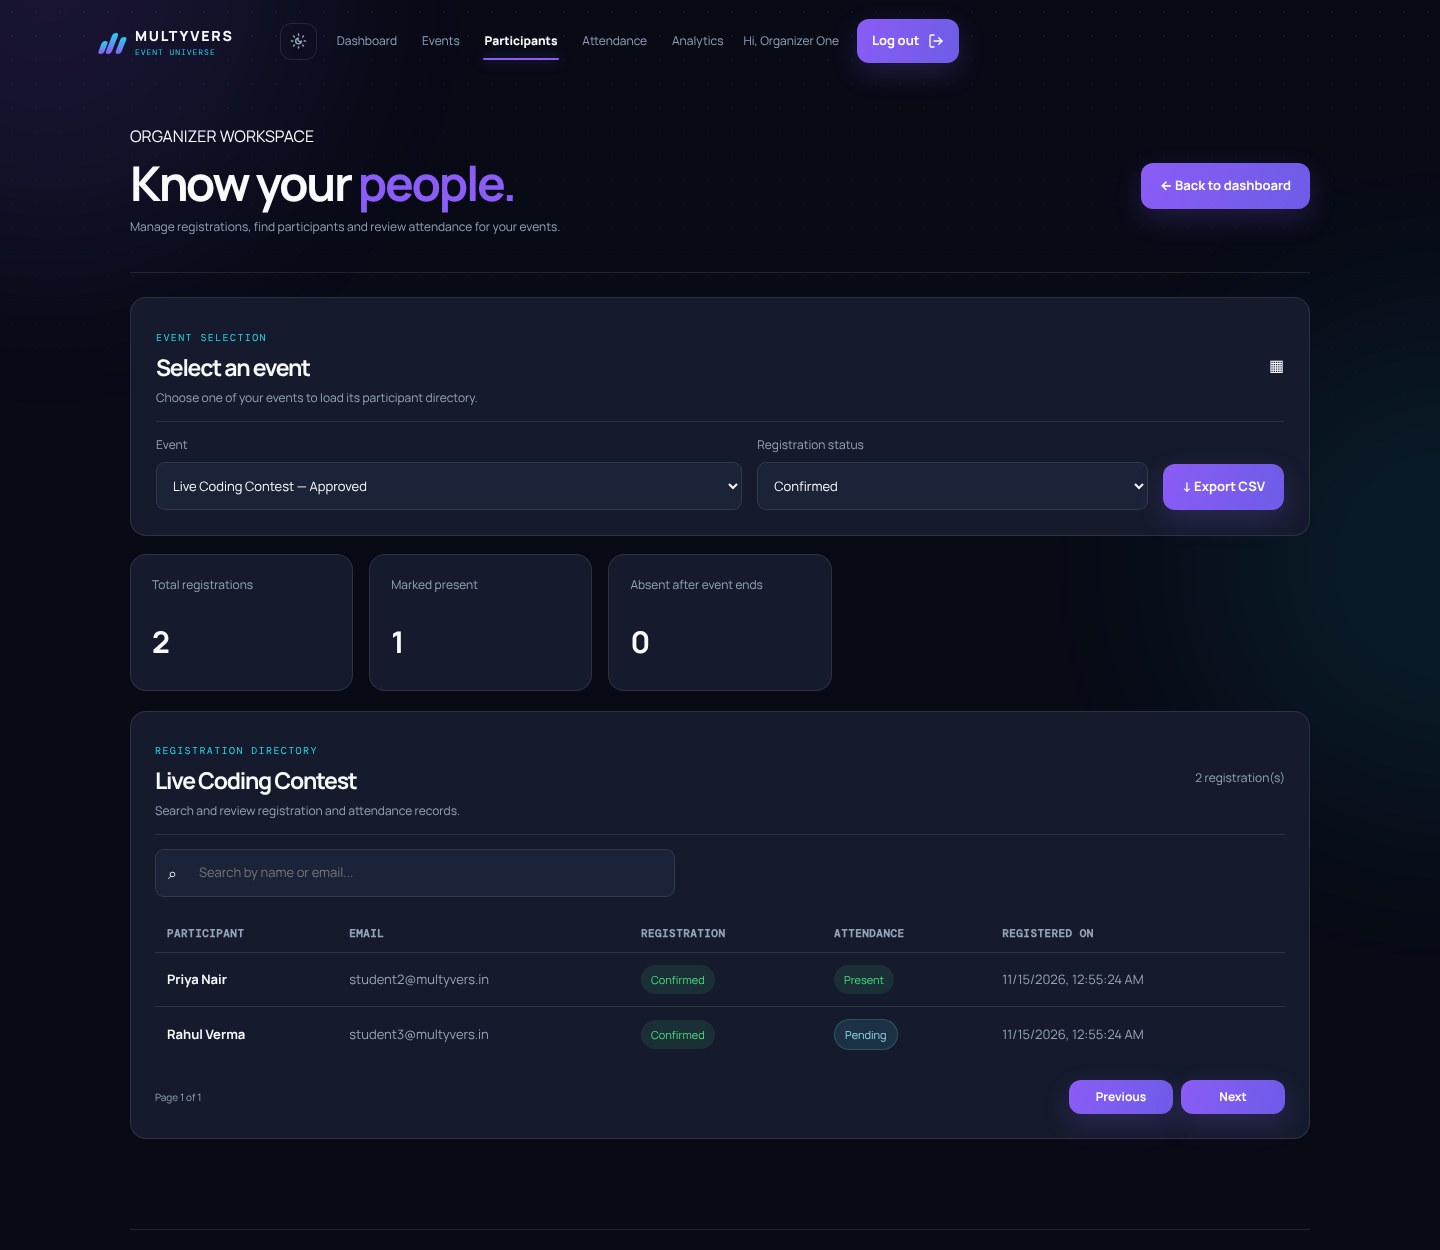 MULTYVERS
EVENT UNIVERSE
Dashboard Events Participants Attendance Analytics Hi, Organizer One Log out
ORGANIZER WORKSPACE
Know your people.
← Back to dashboard
Manage registrations, find participants and review attendance for your events.
EVENT SELECTION
Select an event
Choose one of your events to load its participant directory.
Event Registration status
Live Coding Contest — Approved Confirmed ↓ Export CSV
Total registrations Marked present Absent after event ends
2 1 0
REGISTRATION DIRECTORY
Live Coding Contest 2 registration(s)
Search and review registration and attendance records.
Search by name or email...
PARTICIPANT EMAIL REGISTRATION ATTENDANCE REGISTERED ON
Priya Nair student2@multyvers.in Confirmed Present 11/15/2026, 12:55:24 AM
Rahul Verma student3@multyvers.in Confirmed Pending 11/15/2026, 12:55:24 AM
Page 1 of 1 Previous Next